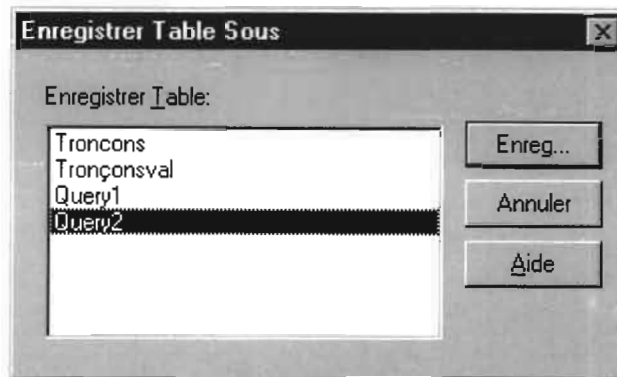 Enregistrer Table Sous
Enregistrer Table:
Troncons
Tronçonsval
Query1
Query2
Enreg...
Annuler
Aide